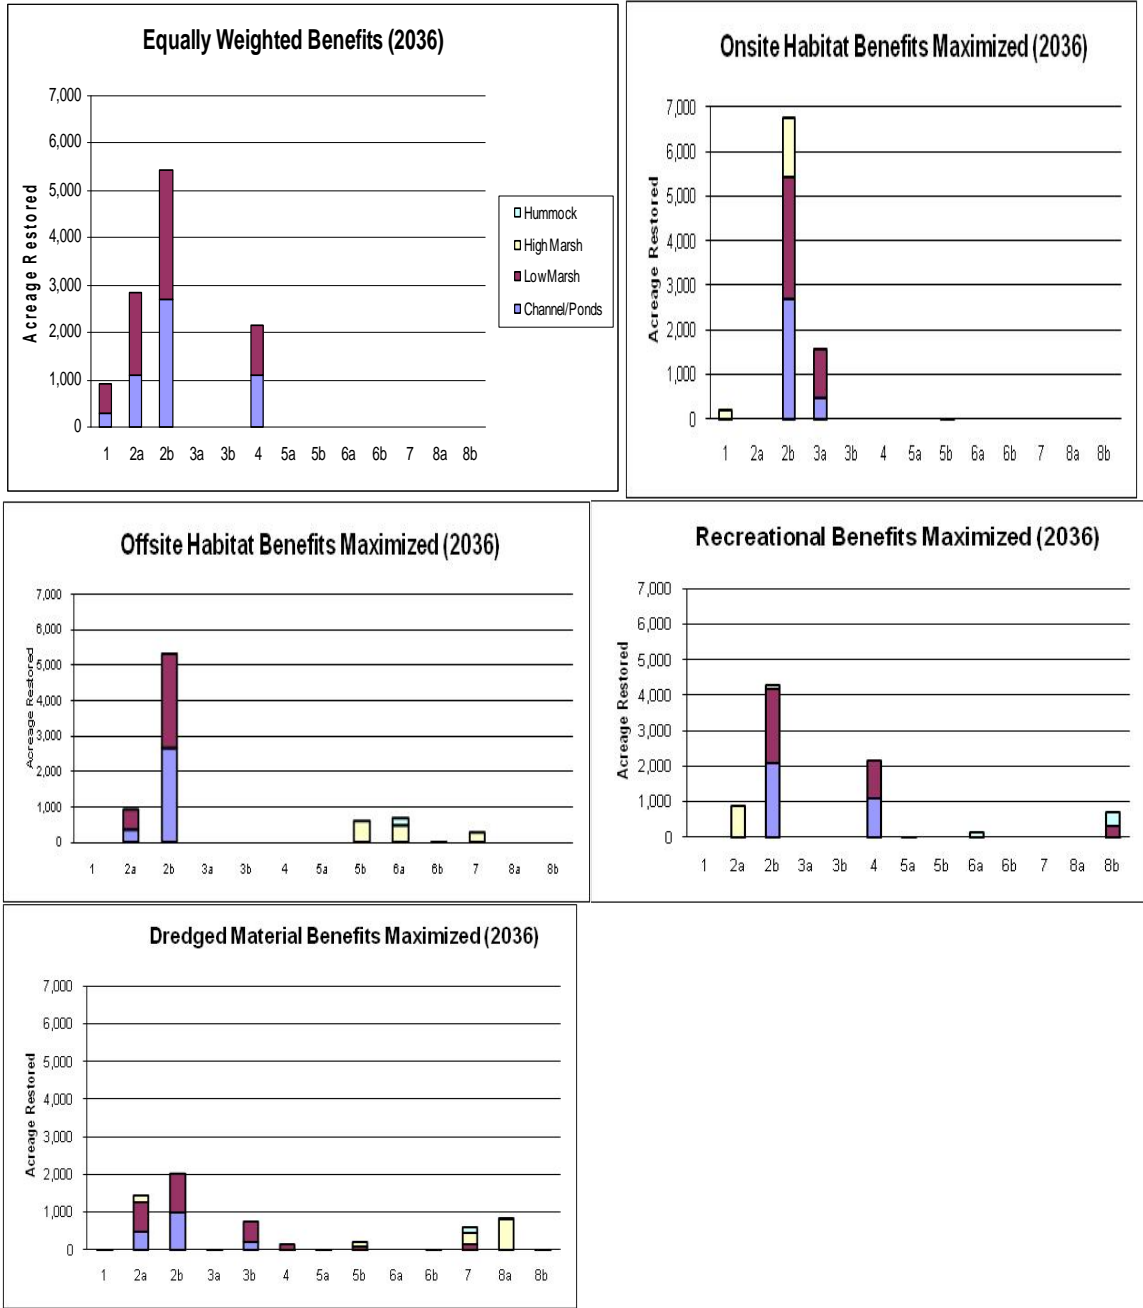 Equally Weighted Benefits (2036)
7,000
6,000
5,000
4,000
3,000
2,000
1,000
0
Acreage Restored
1 2a 2b 3a 3b 4 5a 5b 6a 6b 7 8a 8b
Hummock
High Marsh
Low Marsh
Channel/Ponds
Onsite Habitat Benefits Maximized (2036)
7,000
6,000
5,000
4,000
3,000
2,000
1,000
0
Acreage Restored
1 2a 2b 3a 3b 4 5a 5b 6a 6b 7 8a 8b
Offsite Habitat Benefits Maximized (2036)
7,000
6,000
5,000
4,000
3,000
2,000
1,000
0
Acreage Restored
1 2a 2b 3a 3b 4 5a 5b 6a 6b 7 8a 8b
Recreational Benefits Maximized (2036)
7,000
6,000
5,000
4,000
3,000
2,000
1,000
0
Acreage Restored
1 2a 2b 3a 3b 4 5a 5b 6a 6b 7 8a 8b
Dredged Material Benefits Maximized (2036)
7,000
6,000
5,000
4,000
3,000
2,000
1,000
0
Acreage Restored
1 2a 2b 3a 3b 4 5a 5b 6a 6b 7 8a 8b